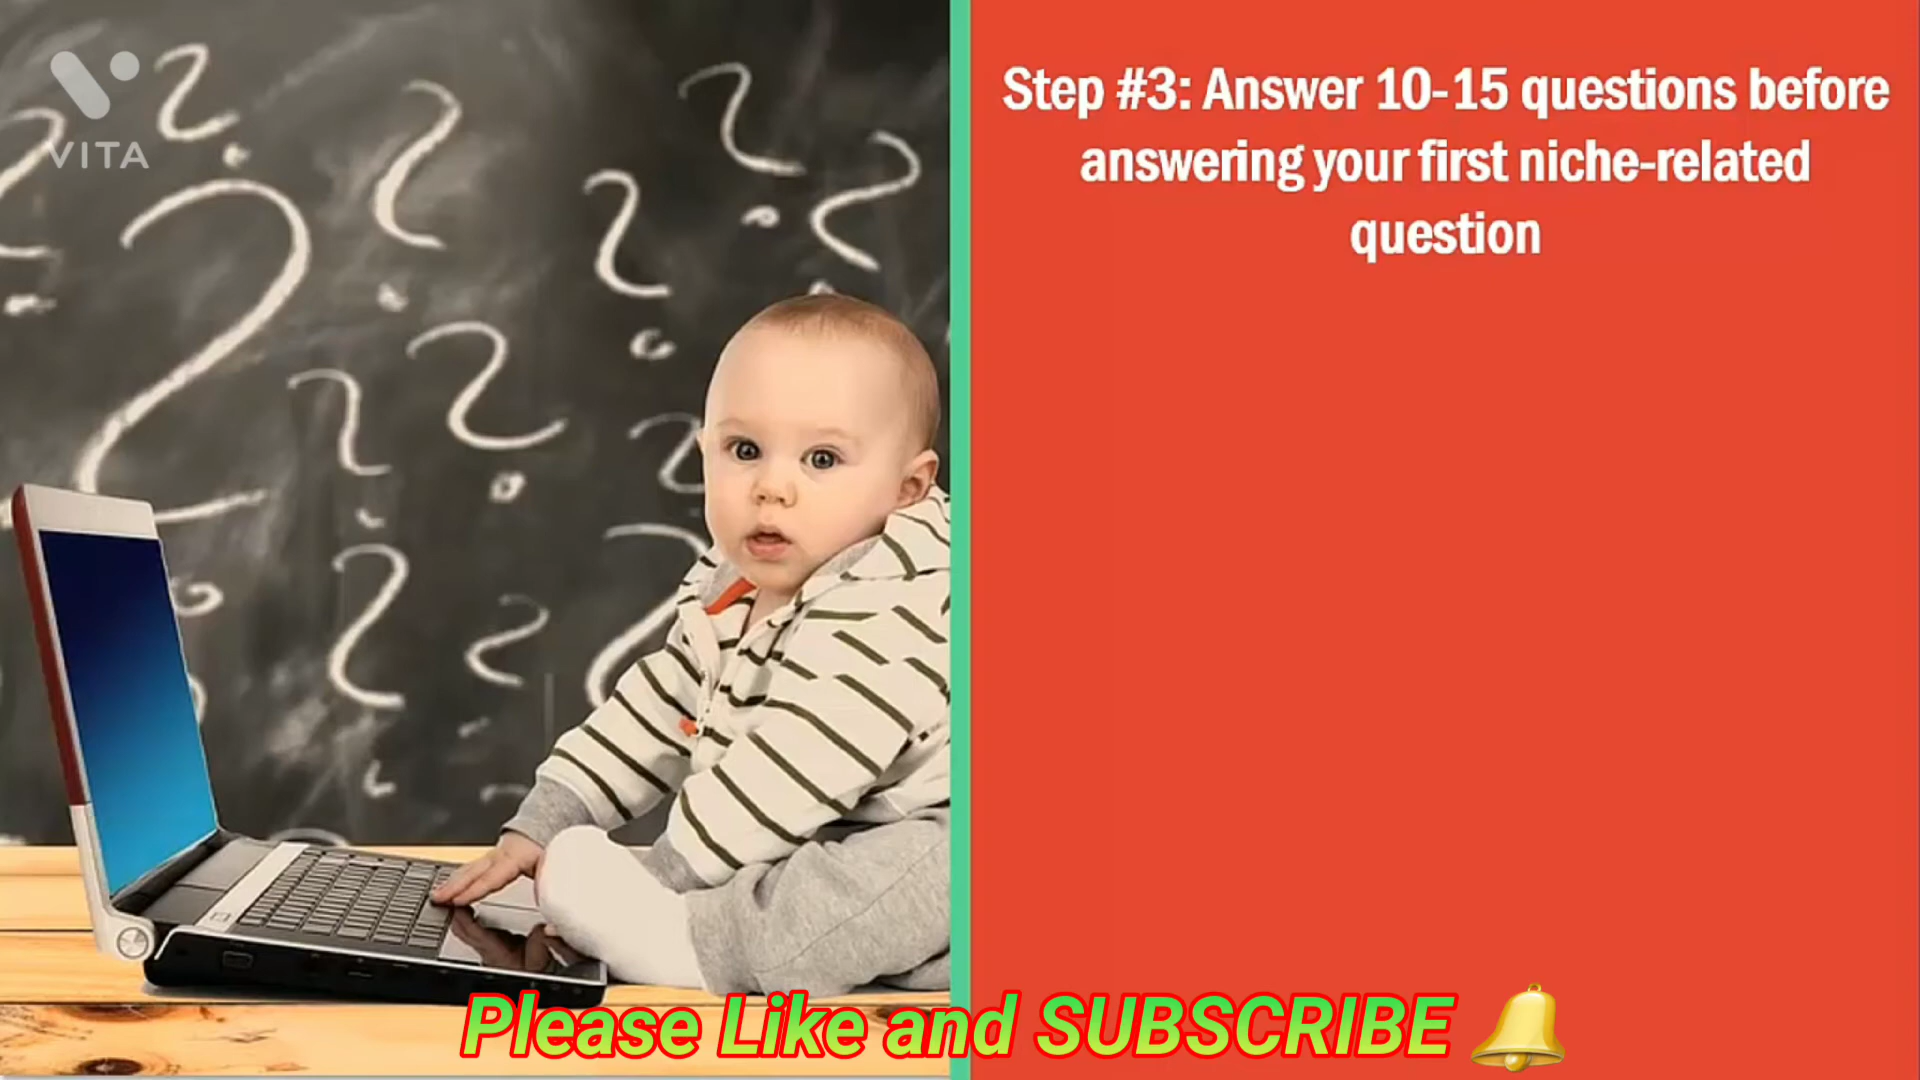 VITA
Step #3: Answer 10-15 questions before
answering your first niche-related
question
Please Like and SUBSCRIBE